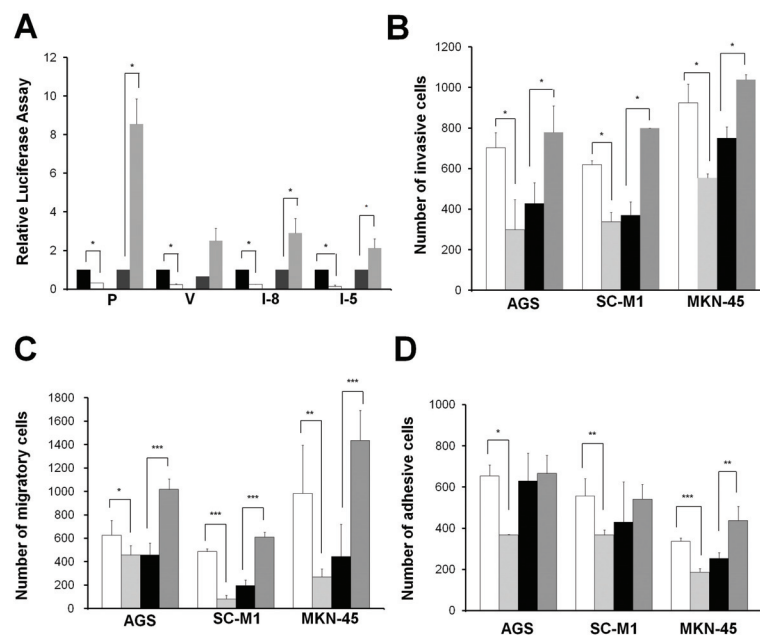 A
Relative Luciferase Assay
12
10
8
6
4
2
0
* * * * * * *
P V I-8 I-5
B
Number of invasive cells
1200
1000
800
600
400
200
0
* * * * * *
AGS SC-M1 MKN-45
C
Number of migratory cells
1800
1600
1400
1200
1000
800
600
400
200
0
* *** *** *** ** ***
AGS SC-M1 MKN-45
D
Number of adhesive cells
1000
800
600
400
200
0
* ** *** **
AGS SC-M1 MKN-45